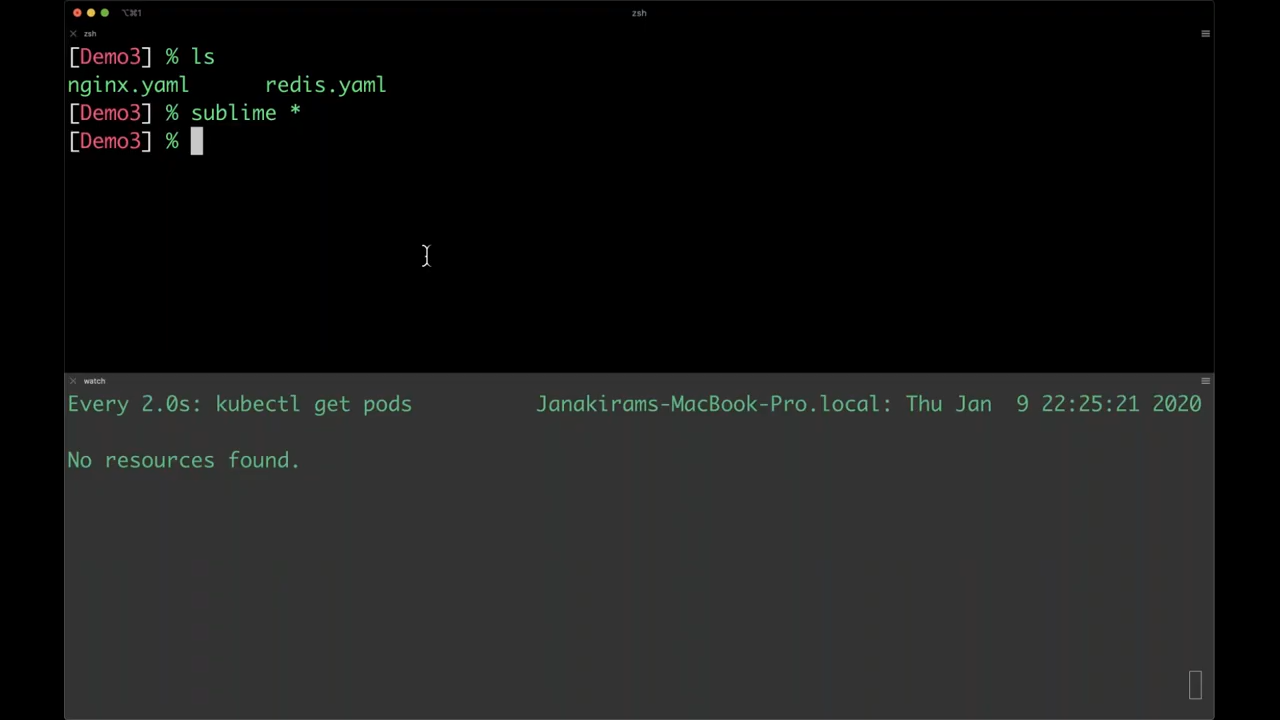 ⌥⌘1 zsh
zsh
[Demo3] % ls
nginx.yaml redis.yaml
[Demo3] % sublime *
[Demo3] %
watch
Every 2.0s: kubectl get pods Janakirams-MacBook-Pro.local: Thu Jan 9 22:25:21 2020
No resources found.